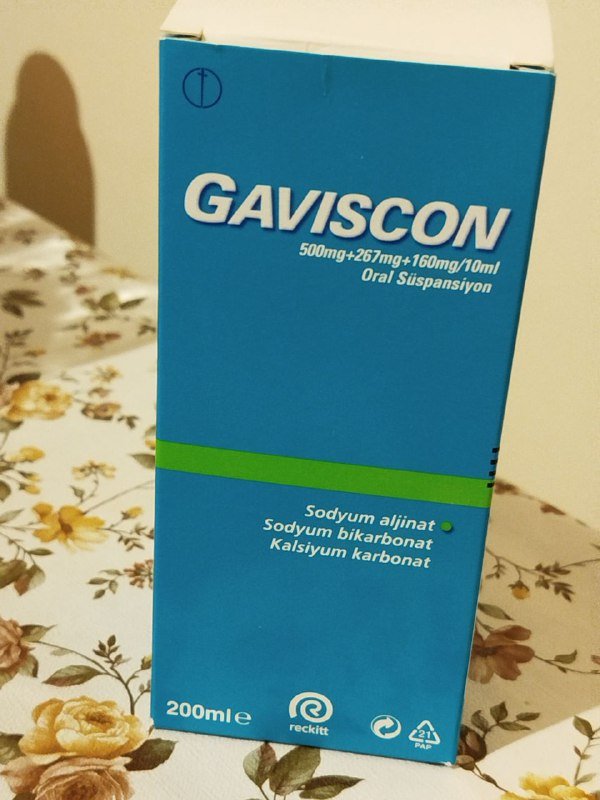 GAVISCON
500mg+267mg+160mg/10ml
Oral Süspansiyon
Sodyum aljinat
Sodyum bikarbonat
Kalsiyum karbonat
200ml e
reckitt
21
PAP